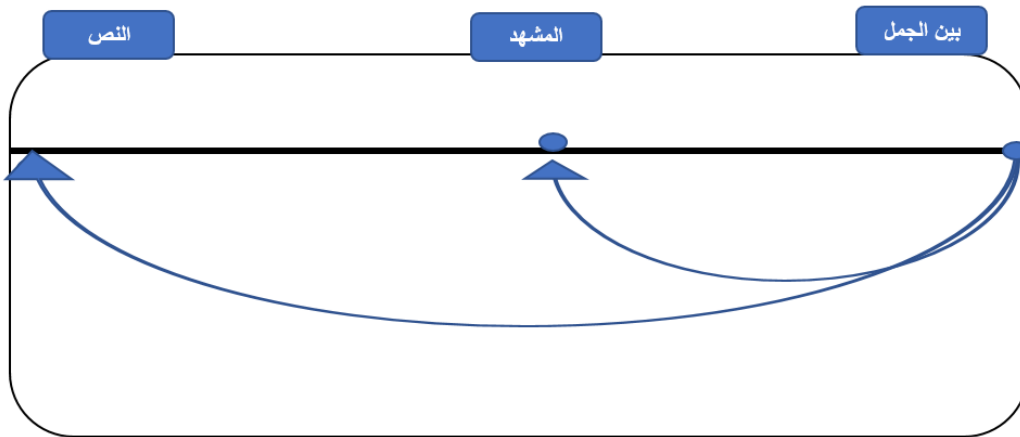 بين الجمل
المشهد
النص